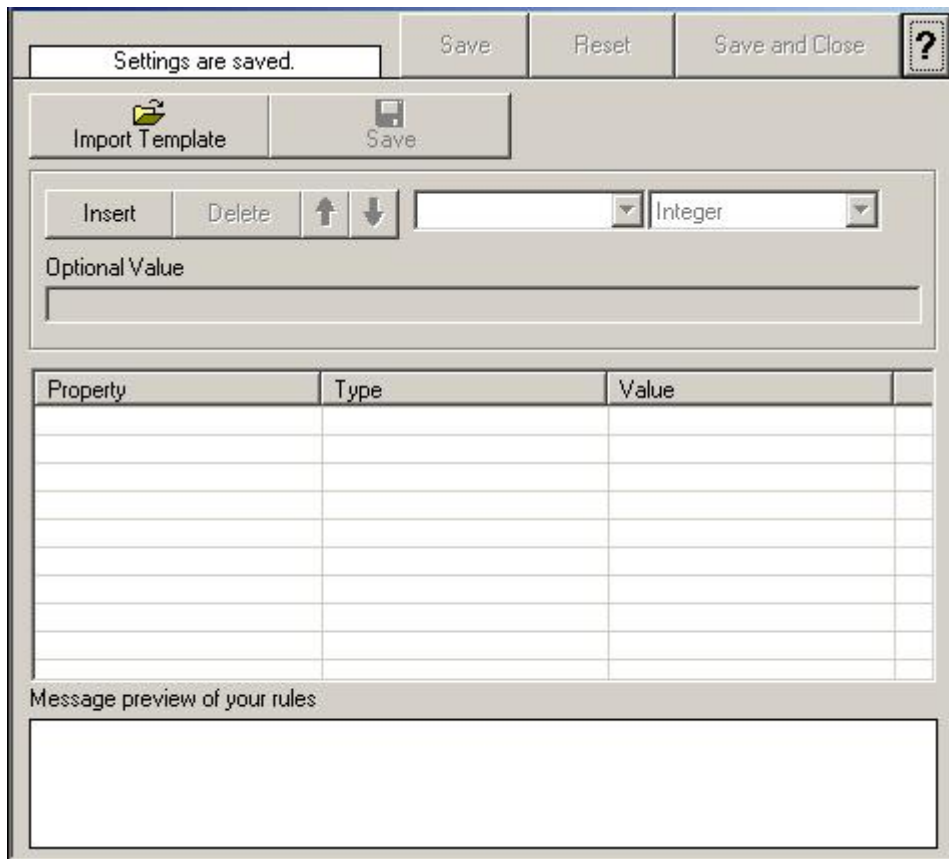 Settings are saved.
Save
Reset
Save and Close
?
Import Template
Save
Insert
Delete
Integer
Optional Value
Property
Type
Value
Message preview of your rules